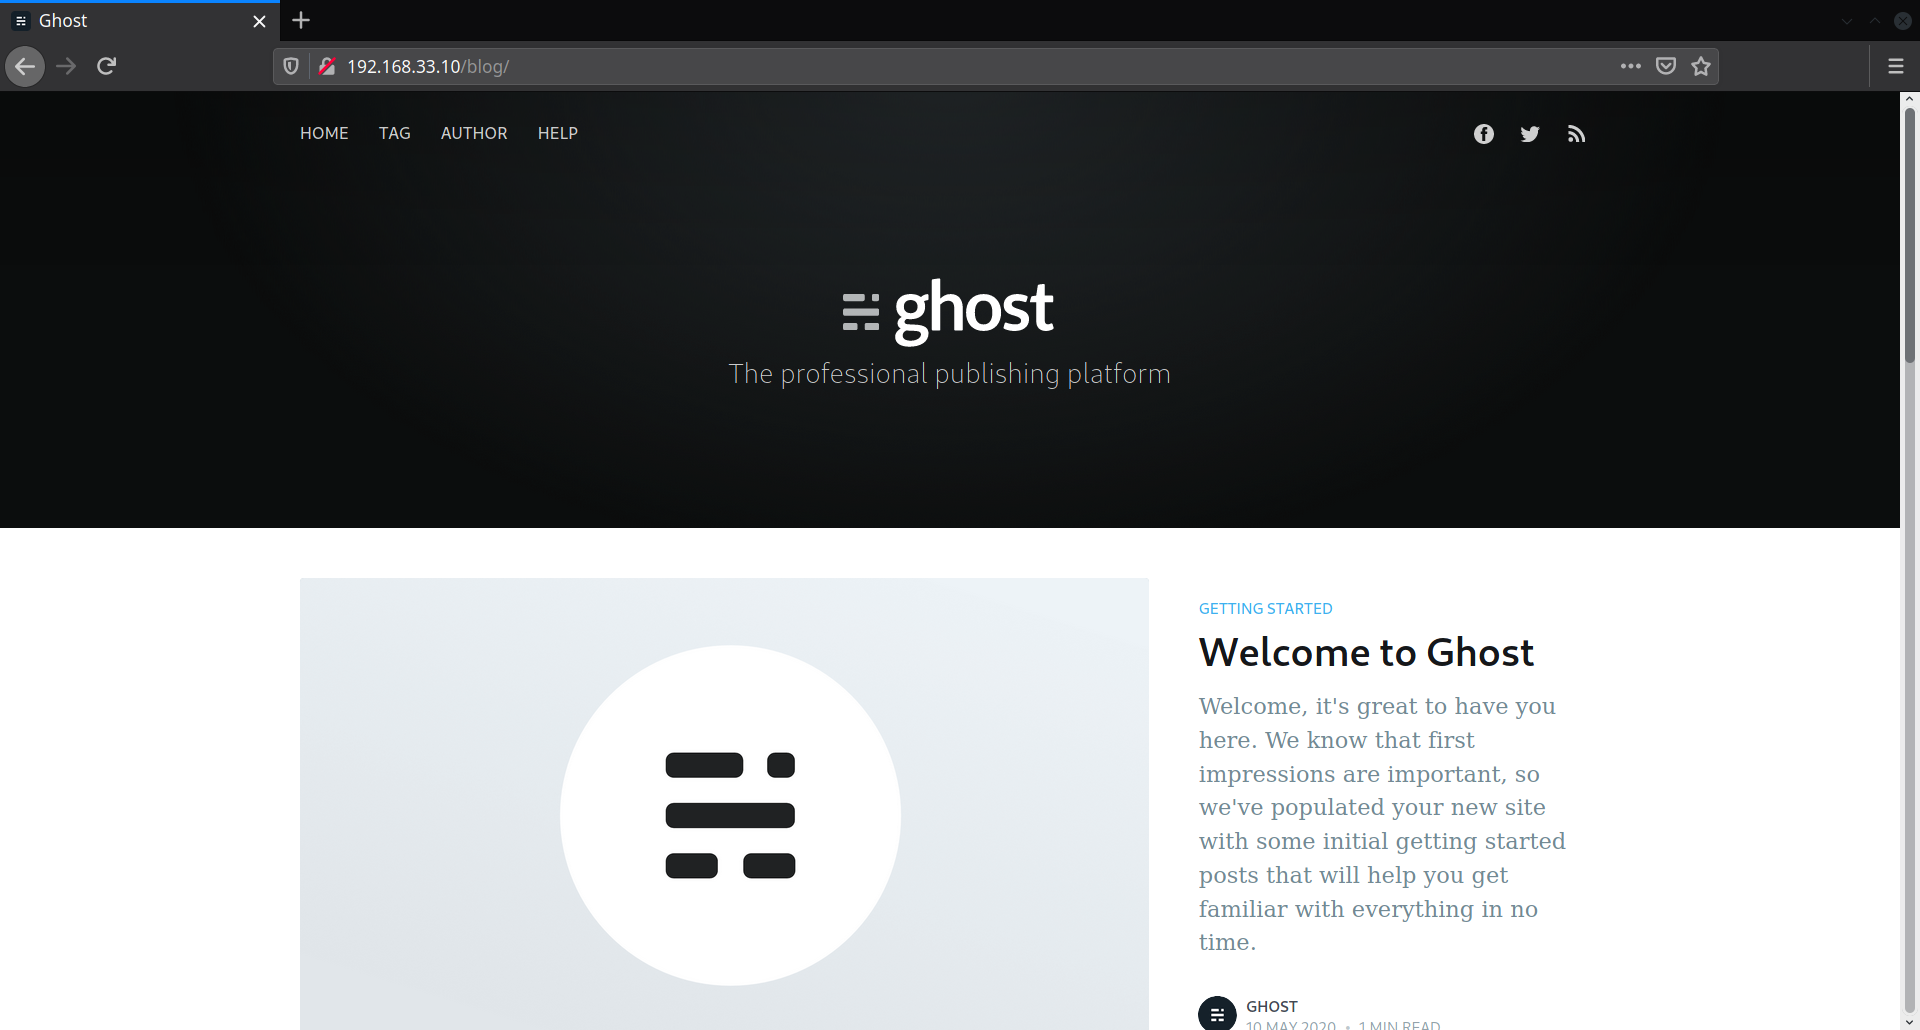 Ghost
192.168.33.10/blog/
HOME TAG AUTHOR HELP
ghost
The professional publishing platform
GETTING STARTED
Welcome to Ghost
Welcome, it's great to have you
here. We know that first
impressions are important, so
we've populated your new site
with some initial getting started
posts that will help you get
familiar with everything in no
time.
GHOST
10 MAY 2020 • 1 MIN READ